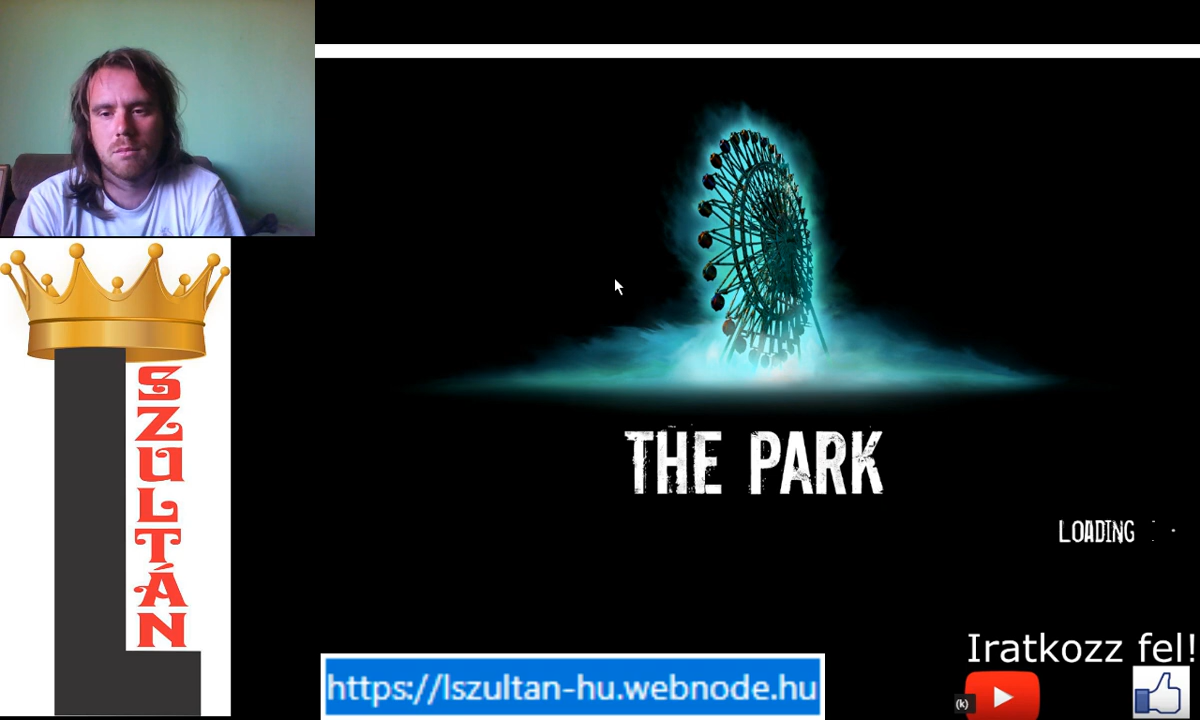 SZULTÁN
THE PARK
LOADING
Iratkozz fel!
https://lszultan-hu.webnode.hu
(k)